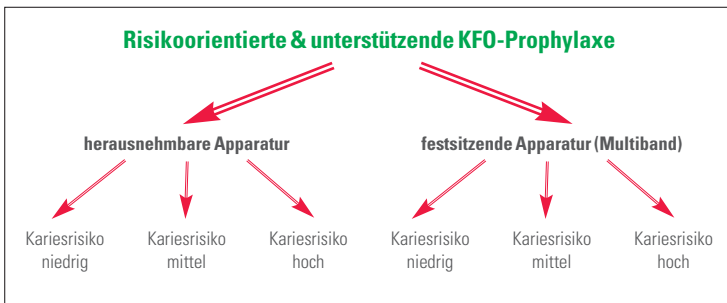 Risikoorientierte & unterstützende KFO-Prophylaxe
herausnehmbare Apparatur
festsitzende Apparatur (Multiband)
Kariesrisiko niedrig
Kariesrisiko mittel
Kariesrisiko hoch
Kariesrisiko niedrig
Kariesrisiko mittel
Kariesrisiko hoch